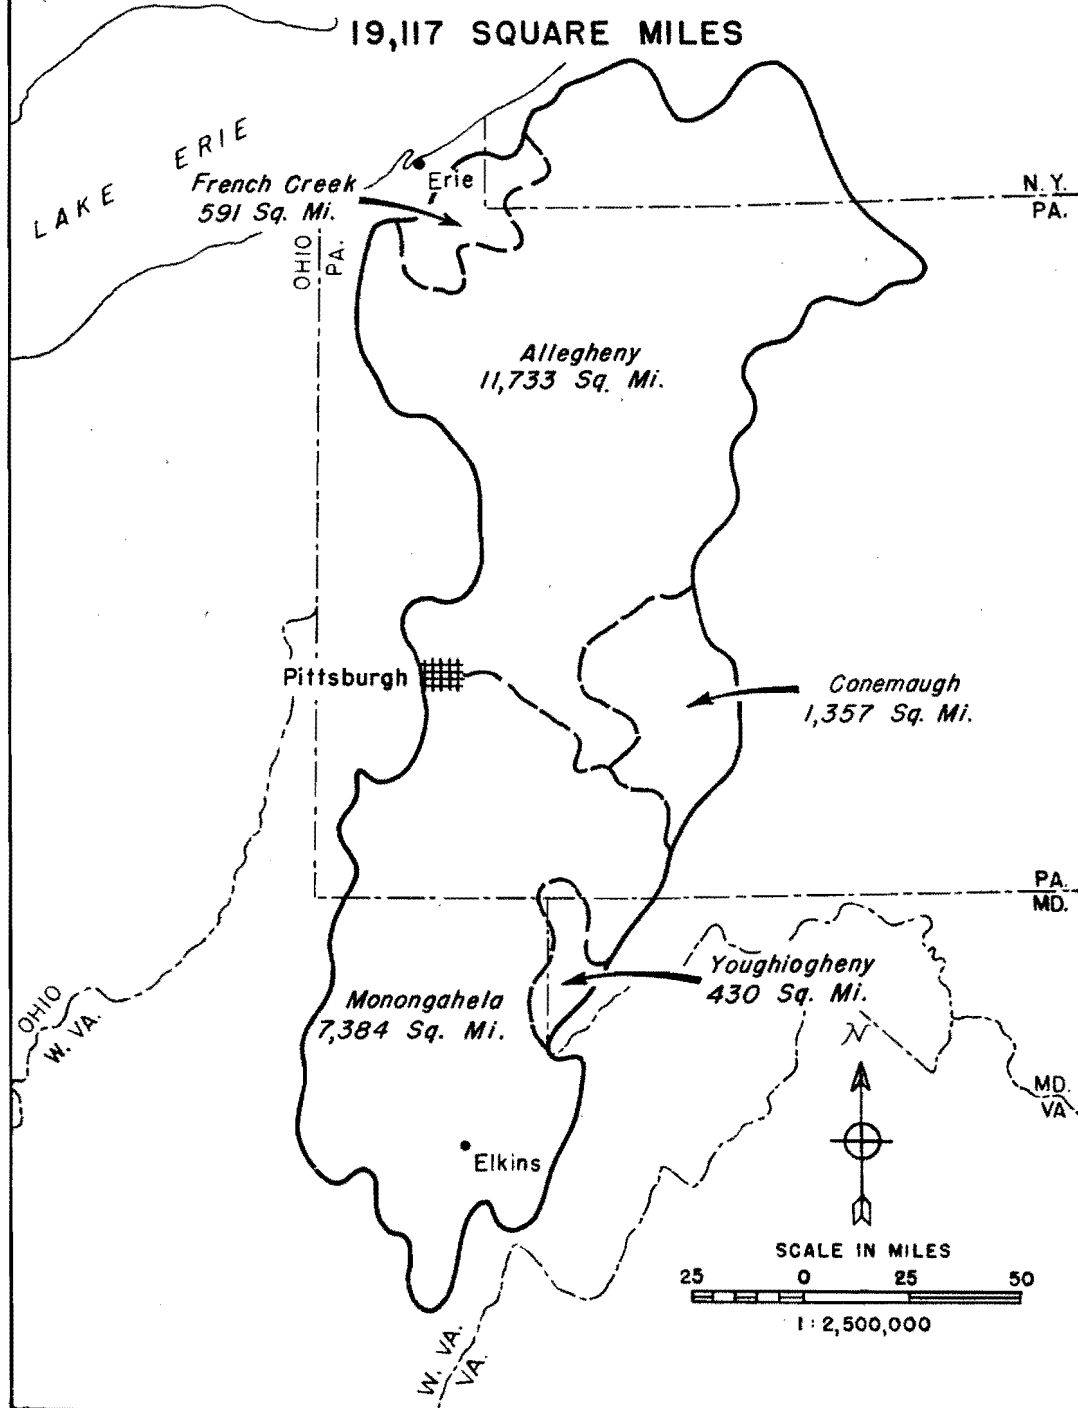 19,117 SQUARE MILES
LAKE ERIE
Erie
French Creek
591 Sq. Mi.
N.Y.
PA.
OHIO
PA.
Allegheny
11,733 Sq. Mi.
Pittsburgh
Conemaugh
1,357 Sq. Mi.
PA.
MD.
Youghiogheny
430 Sq. Mi.
Monongahela
7,384 Sq. Mi.
OHIO
W. VA.
N
MD.
VA
Elkins
SCALE IN MILES
25 0 25 50
1:2,500,000
W. VA.
VA.